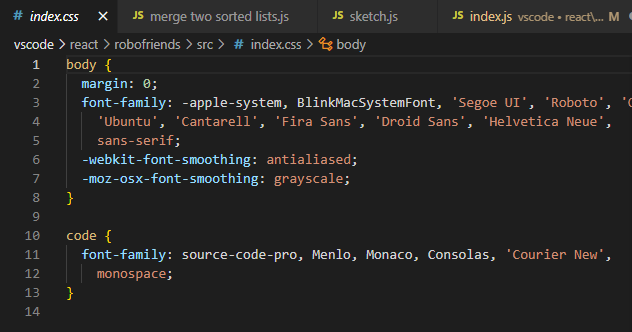 # index.css × JS merge two sorted lists.js JS sketch.js JS index.js vscode • react\... M
vscode > react > robofriends > src > # index.css > body
1 body {
2 margin: 0;
3 font-family: -apple-system, BlinkMacSystemFont, 'Segoe UI', 'Roboto',
4 'Ubuntu', 'Cantarell', 'Fira Sans', 'Droid Sans', 'Helvetica Neue',
5 sans-serif;
6 -webkit-font-smoothing: antialiased;
7 -moz-osx-font-smoothing: grayscale;
8 }
9
10 code {
11 font-family: source-code-pro, Menlo, Monaco, Consolas, 'Courier New',
12 monospace;
13 }
14